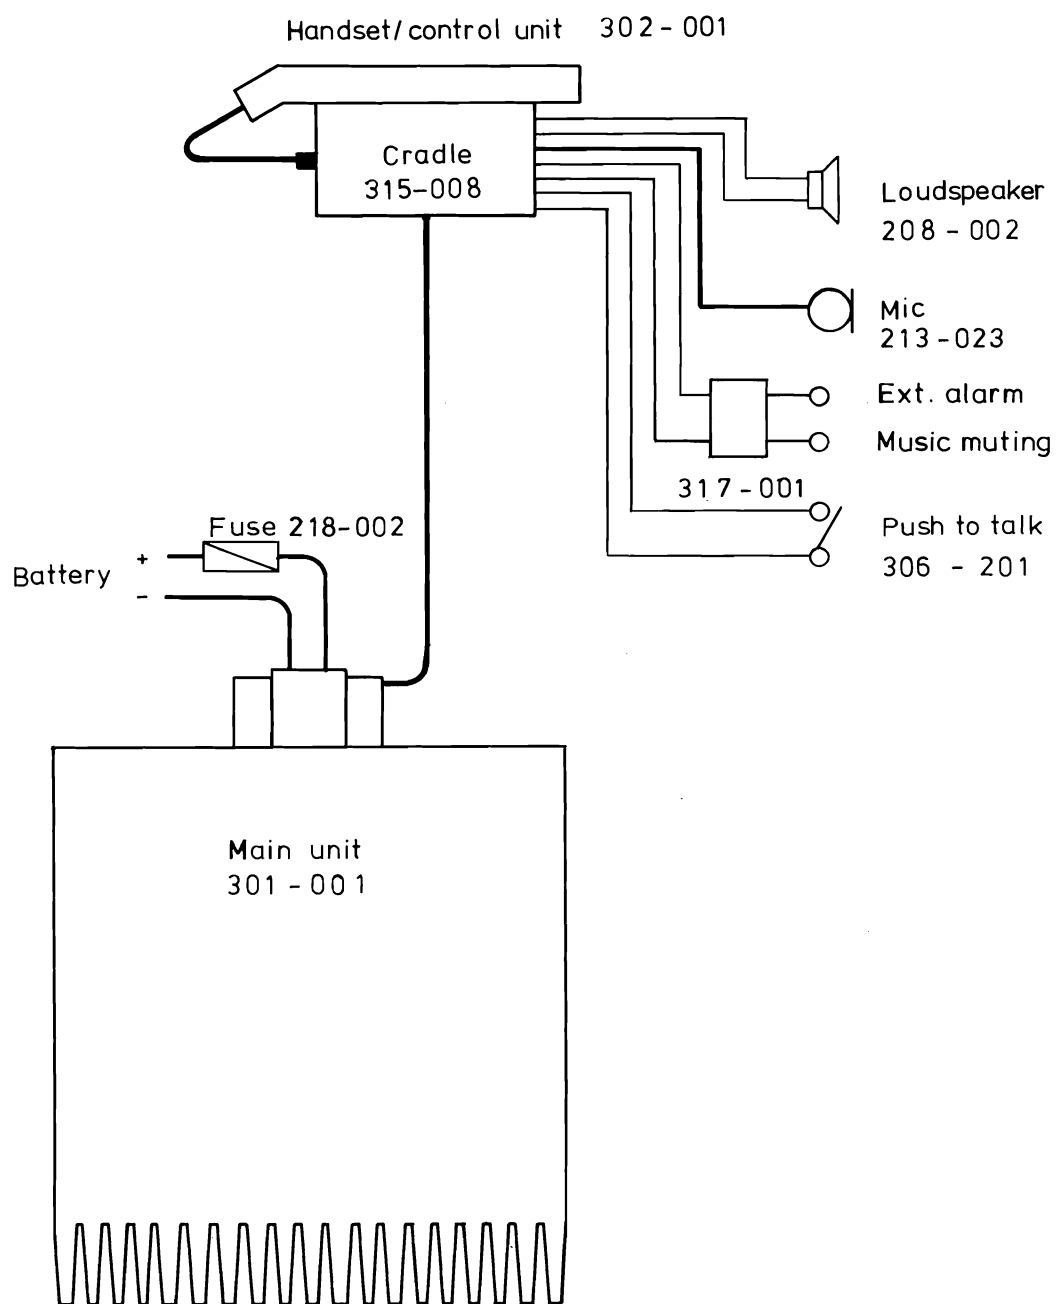 Handset/control unit 302-001
Cradle
315-008
Loudspeaker
208-002
Mic
213-023
Ext. alarm
Music muting
317-001
Push to talk
306-201
Fuse 218-002
+
Battery
-
Main unit
301-001